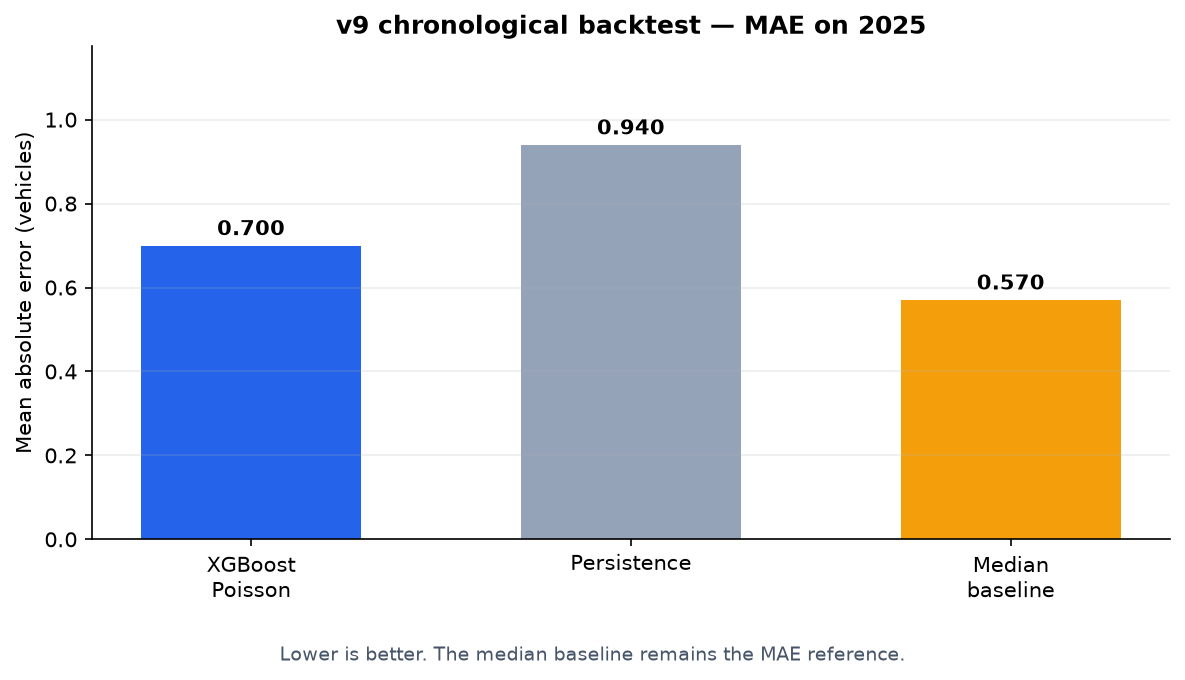 v9 chronological backtest — MAE on 2025
Mean absolute error (vehicles)
1.0
0.8
0.6
0.4
0.2
0.0
0.700
0.940
0.570
XGBoost
Poisson
Persistence
Median
baseline
Lower is better. The median baseline remains the MAE reference.